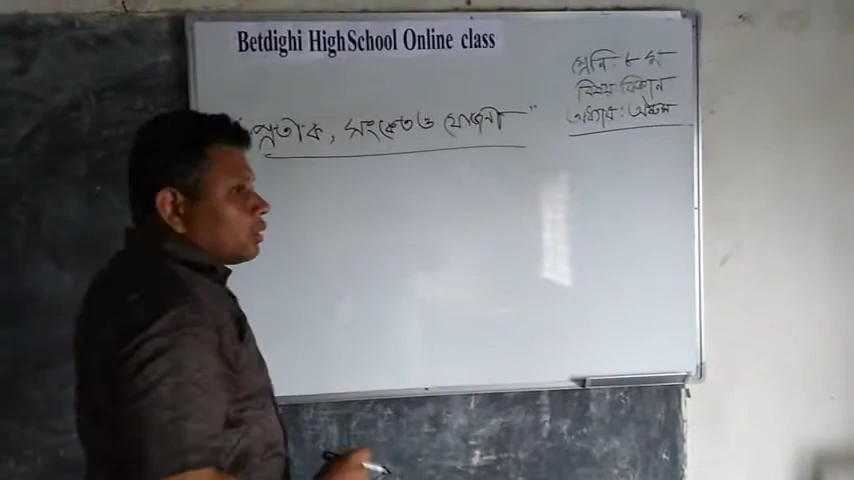 Betdighi HighSchool Online class
শ্রেনি: ৮ম
বিষয়: বিজ্ঞান
অধ্যায়: অষ্টম
"প্রতীক, সংকেত ও যোজনী"